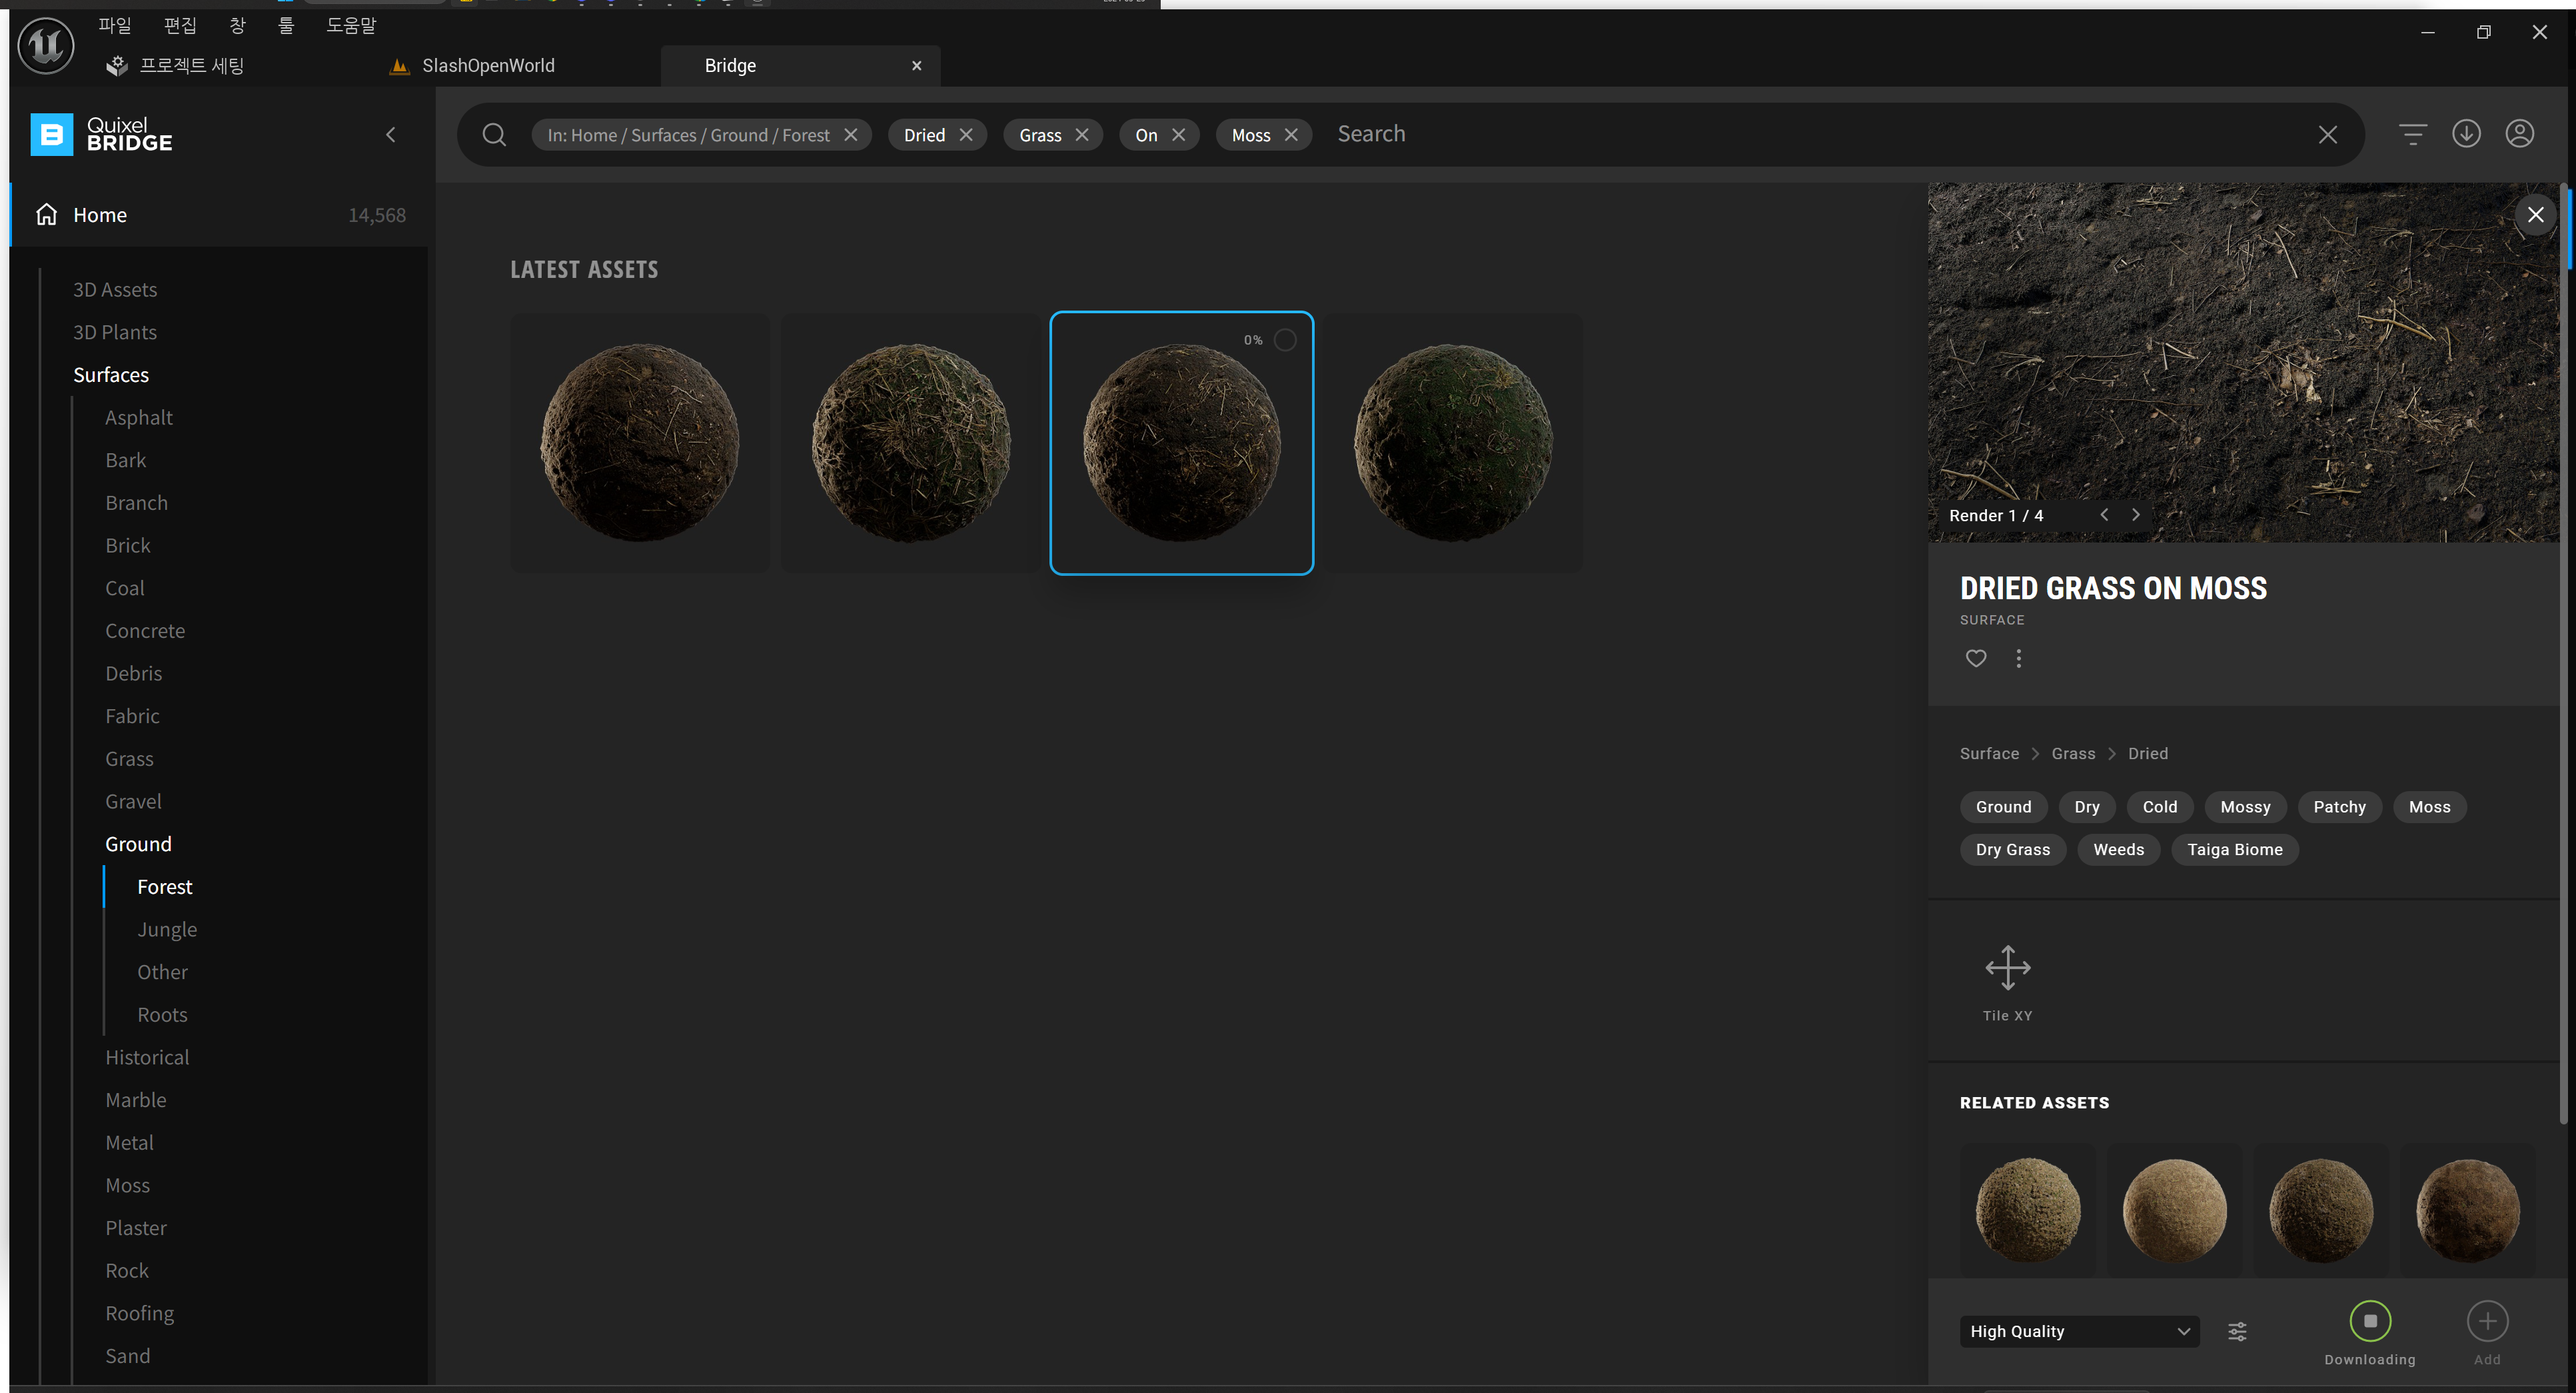 파일 편집 창 툴 도움말
프로젝트 세팅 SlashOpenWorld Bridge
Quixel
BRIDGE
In: Home / Surfaces / Ground / Forest Dried Grass On Moss Search
Home 14,568
3D Assets
3D Plants
Surfaces
Asphalt
Bark
Branch
Brick
Coal
Concrete
Debris
Fabric
Grass
Gravel
Ground
Forest
Jungle
Other
Roots
Historical
Marble
Metal
Moss
Plaster
Rock
Roofing
Sand
LATEST ASSETS
0%
Render 1 / 4
DRIED GRASS ON MOSS
SURFACE
Surface Grass Dried
Ground Dry Cold Mossy Patchy Moss
Dry Grass Weeds Taiga Biome
Tile XY
RELATED ASSETS
High Quality
Downloading Add